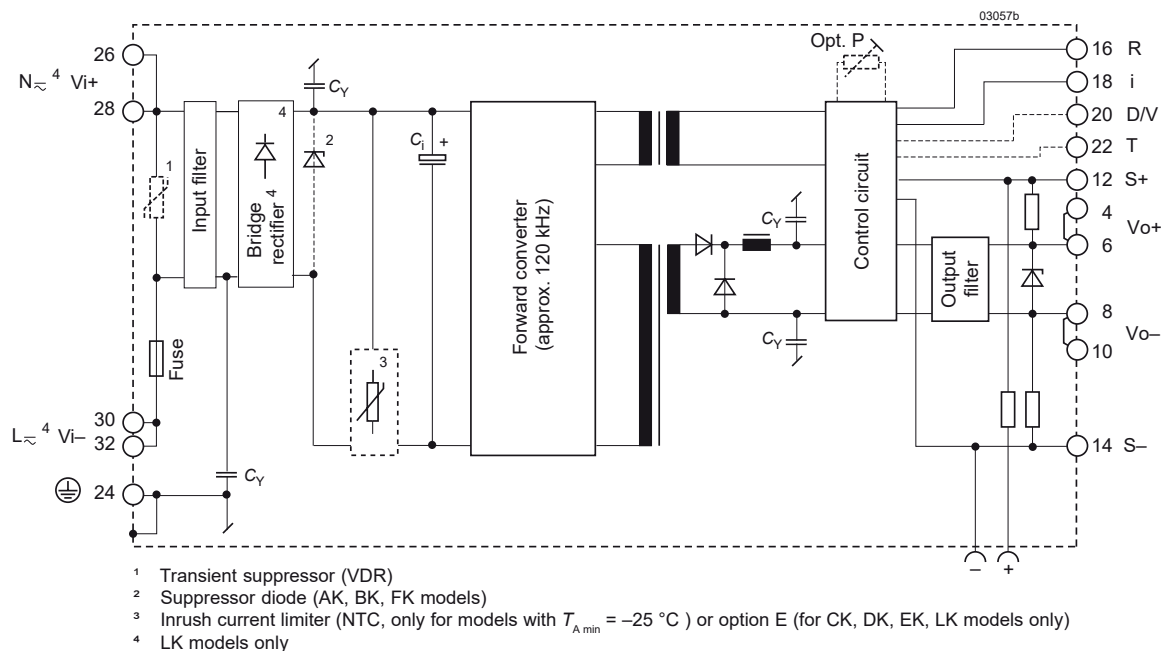 03057b
26
N≂ ⁴ Vi+
28
1
Input filter
Bridge
rectifier ⁴
4
C_Y
2
C_i
+
3
Fuse
30
L≂ ⁴ Vi–
32
24
C_Y
Forward converter
(approx. 120 kHz)
C_Y
C_Y
Opt. P
Control circuit
Output
filter
16 R
18 i
20 D/V
22 T
12 S+
4
Vo+
6
8
Vo–
10
14 S–
– +
¹ Transient suppressor (VDR)
² Suppressor diode (AK, BK, FK models)
³ Inrush current limiter (NTC, only for models with T_A min = –25 °C ) or option E (for CK, DK, EK, LK models only)
⁴ LK models only